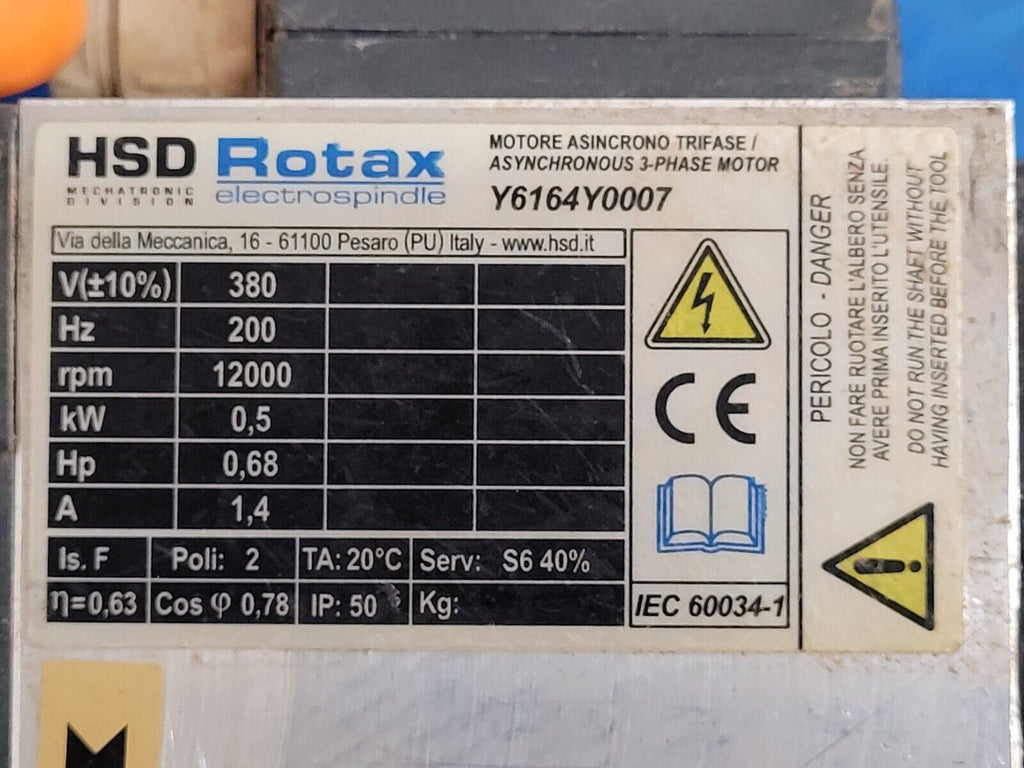 HSD Rotax
MECHATRONIC
DIVISION
electrospindle
MOTORE ASINCRONO TRIFASE /
ASYNCHRONOUS 3-PHASE MOTOR
Y6164Y0007
Via della Meccanica, 16 - 61100 Pesaro (PU) Italy - www.hsd.it
V(±10%) 380
Hz 200
rpm 12000
kW 0,5
Hp 0,68
A 1,4
Is. F Poli: 2 TA: 20°C Serv: S6 40%
η=0,63 Cos φ 0,78 IP: 50 Kg:
CE
IEC 60034-1
PERICOLO - DANGER
NON FARE RUOTARE L'ALBERO SENZA
AVERE PRIMA INSERITO L'UTENSILE.
DO NOT RUN THE SHAFT WITHOUT
HAVING INSERTED BEFORE THE TOOL
M